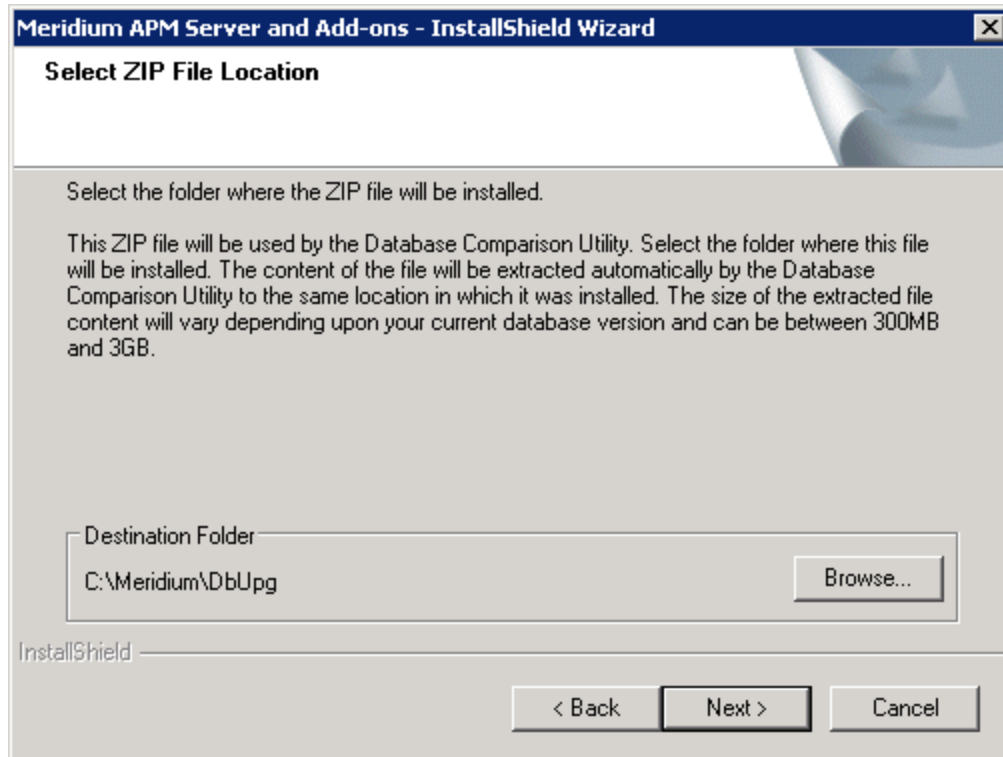 Meridium APM Server and Add-ons - InstallShield Wizard
Select ZIP File Location
Select the folder where the ZIP file will be installed.
This ZIP file will be used by the Database Comparison Utility. Select the folder where this file
will be installed. The content of the file will be extracted automatically by the Database
Comparison Utility to the same location in which it was installed. The size of the extracted file
content will vary depending upon your current database version and can be between 300MB
and 3GB.
Destination Folder
C:\Meridium\DbUpg
Browse...
InstallShield
< Back
Next >
Cancel